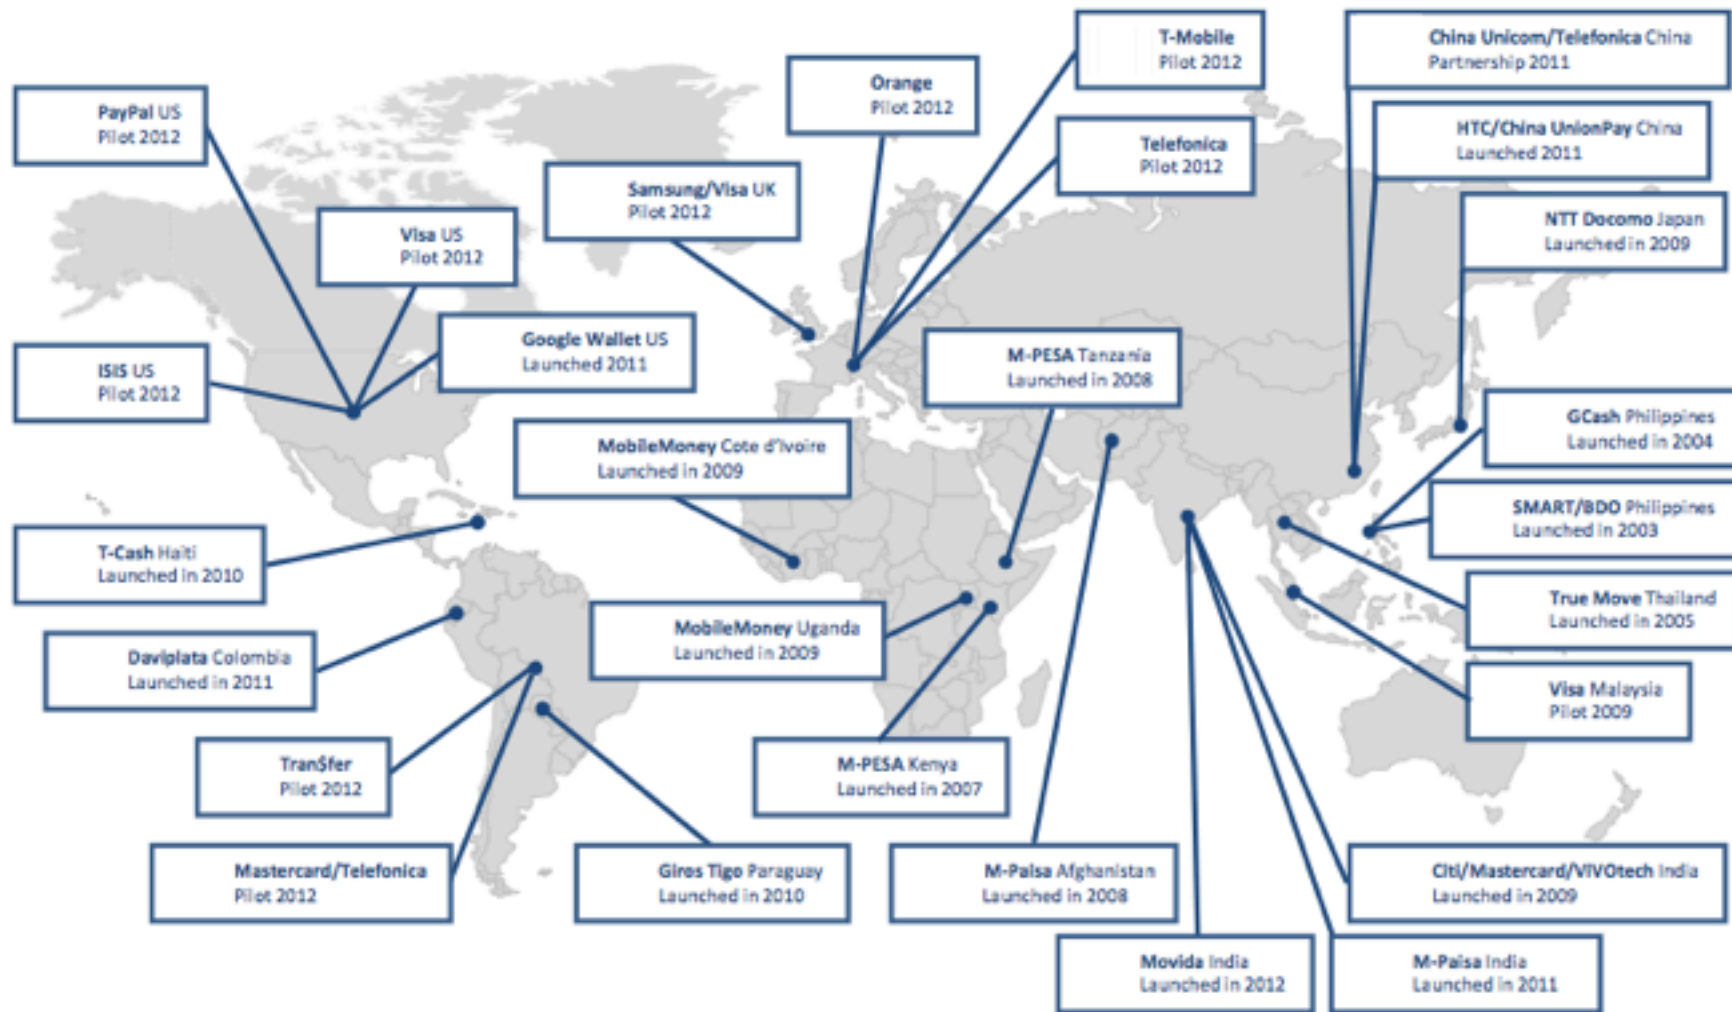 T-Mobile
Pilot 2012
China Unicom/Telefonica China
Partnership 2011
Orange
Pilot 2012
PayPal US
Pilot 2012
HTC/China UnionPay China
Launched 2011
Telefonica
Pilot 2012
Samsung/Visa UK
Pilot 2012
NTT Docomo Japan
Launched in 2009
Visa US
Pilot 2012
Google Wallet US
Launched 2011
M-PESA Tanzania
Launched in 2008
ISIS US
Pilot 2012
GCash Philippines
Launched in 2004
MobileMoney Cote d'Ivoire
Launched in 2009
SMART/BDO Philippines
Launched in 2003
T-Cash Haiti
Launched in 2010
True Move Thailand
Launched in 2005
MobileMoney Uganda
Launched in 2009
Daviplata Colombia
Launched in 2011
Visa Malaysia
Pilot 2009
Tran$fer
Pilot 2012
M-PESA Kenya
Launched in 2007
Mastercard/Telefonica
Pilot 2012
Giros Tigo Paraguay
Launched in 2010
M-Paisa Afghanistan
Launched in 2008
Citi/Mastercard/VIVOtech India
Launched in 2009
Movida India
Launched in 2012
M-Paisa India
Launched in 2011